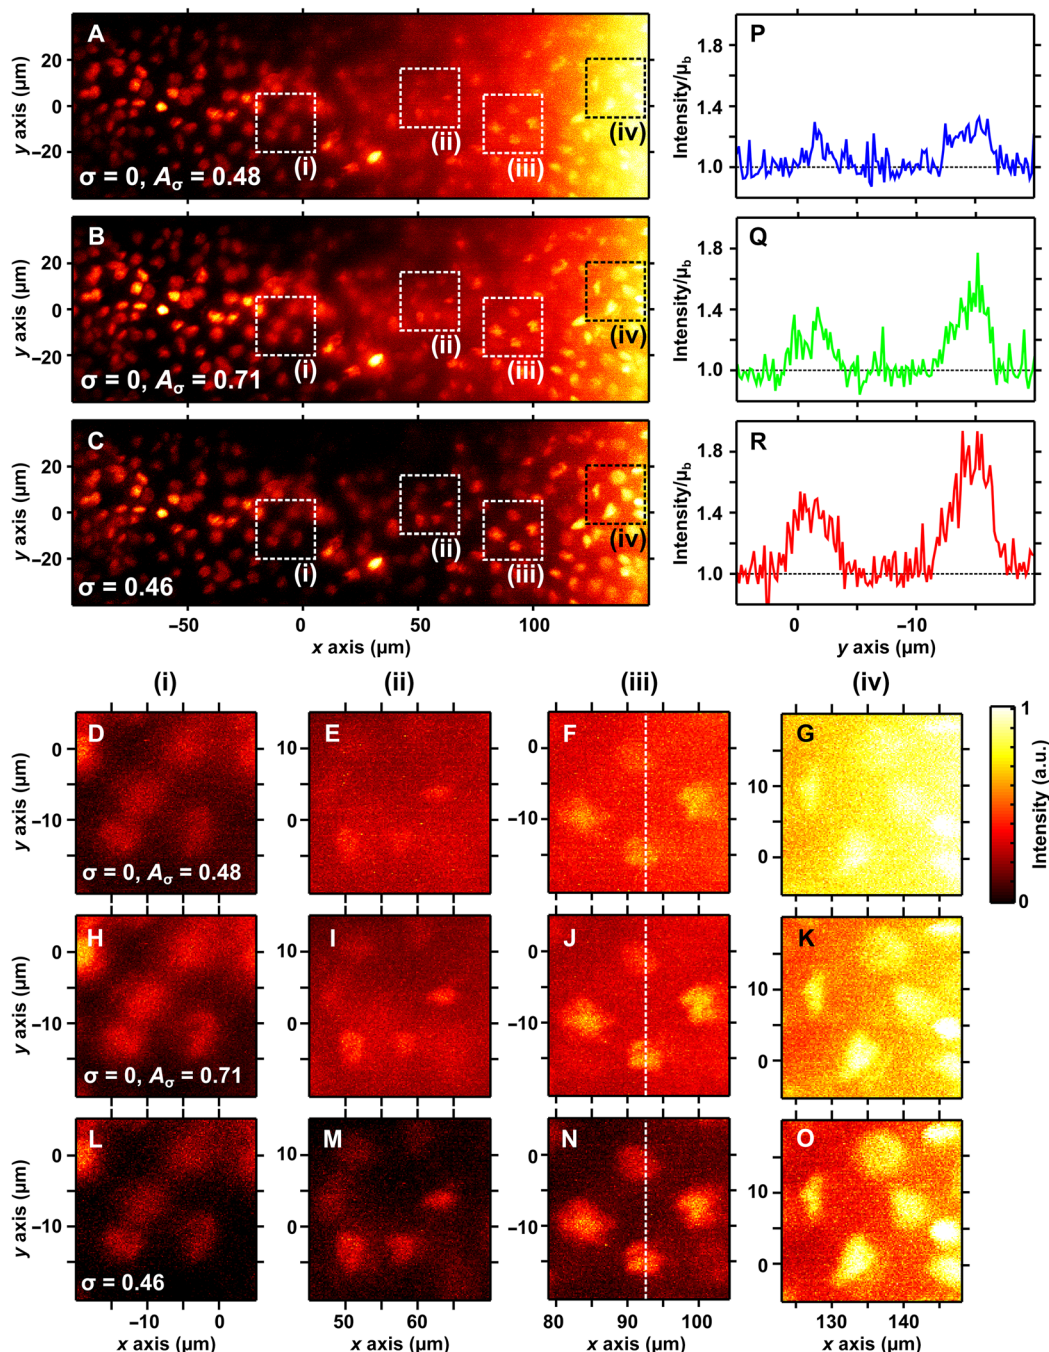 A
20
0
−20
y axis (µm)
(i)
(ii)
(iii)
(iv)
σ = 0, Aσ = 0.48
B
20
0
−20
y axis (µm)
(i)
(ii)
(iii)
(iv)
σ = 0, Aσ = 0.71
C
20
0
−20
y axis (µm)
(i)
(ii)
(iii)
(iv)
σ = 0.46
−50 0 50 100
x axis (µm)
P
1.8
1.4
1.0
Intensity/µb
Q
1.8
1.4
1.0
Intensity/µb
R
1.8
1.4
1.0
Intensity/µb
0 −10
y axis (µm)
(i) (ii) (iii) (iv)
D
0
−10
y axis (µm)
σ = 0, Aσ = 0.48
E
10
0
F
0
−10
G
10
0
1
0
Intensity (a.u.)
H
0
−10
y axis (µm)
σ = 0, Aσ = 0.71
I
10
0
J
0
−10
K
10
0
L
0
−10
y axis (µm)
σ = 0.46
M
10
0
N
0
−10
O
10
0
−10 0
x axis (µm)
50 60
x axis (µm)
80 90 100
x axis (µm)
130 140
x axis (µm)